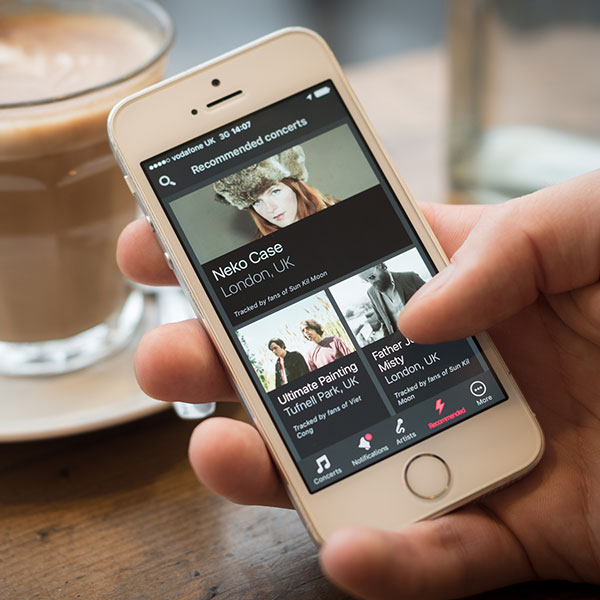 vodafone UK 3G 14:07
Recommended concerts
Neko Case
London, UK
Tracked by fans of Sun Kil Moon
Ultimate Painting
Tufnell Park, UK
Tracked by fans of Viet
Cong
Father J
Misty
London, UK
Tracked by fans of Sun Kil
Moon
Concerts
Notifications
Artists
Recommended
More